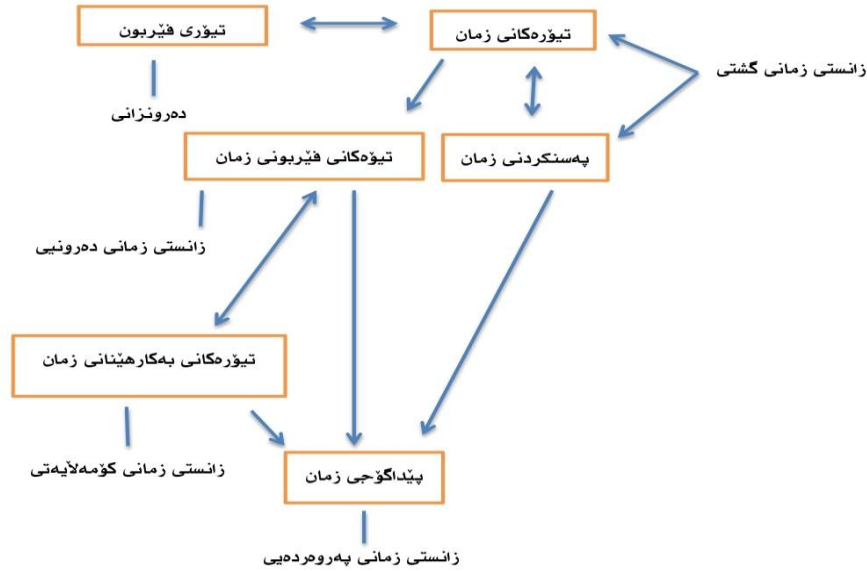 تیۆری فێربون
تیۆرەکانی زمان
زانستی زمانی گشتی
دەرونزانی
تیۆەکانی فێربونی زمان
پەسنکردنی زمان
زانستی زمانی دەرونیی
تیۆرەکانی بەکارهێنانی زمان
زانستی زمانی کۆمەڵایەتی
پێداگۆجی زمان
زانستی زمانی پەروەردەیی